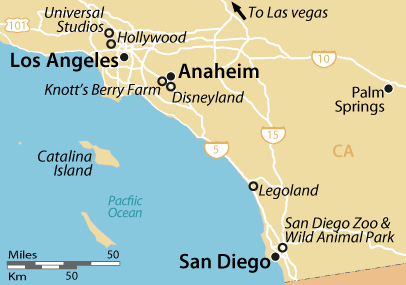 To Las vegas
Universal
Studios
101
Hollywood
Los Angeles
10
Anaheim
Knott's Berry Farm
Disneyland
Palm
Springs
15
5
CA
Catalina
Island
Legoland
Pacfiic
Ocean
San Diego Zoo &
Wild Animal Park
San Diego
Miles 50
Km 50